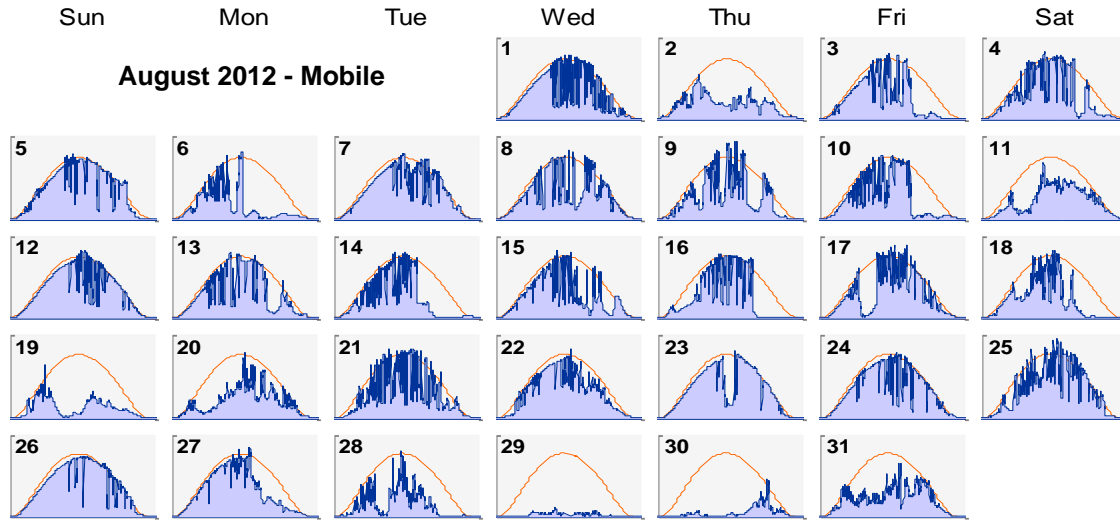 Sun Mon Tue Wed Thu Fri Sat
August 2012 - Mobile
1 2 3 4
5 6 7 8 9 10 11
12 13 14 15 16 17 18
19 20 21 22 23 24 25
26 27 28 29 30 31